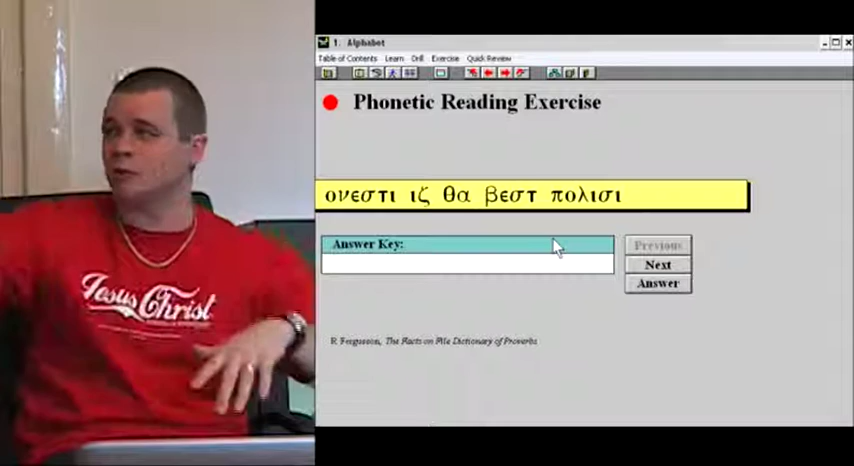 1. Alphabet
Table of Contents Learn Drill Exercise Quick Review
Phonetic Reading Exercise
ονεστι ιζ θα βεστ πολισι
Answer Key:
Previous
Next
Answer
R Fergusson, The Facts on File Dictionary of Proverbs
Jesus Christ